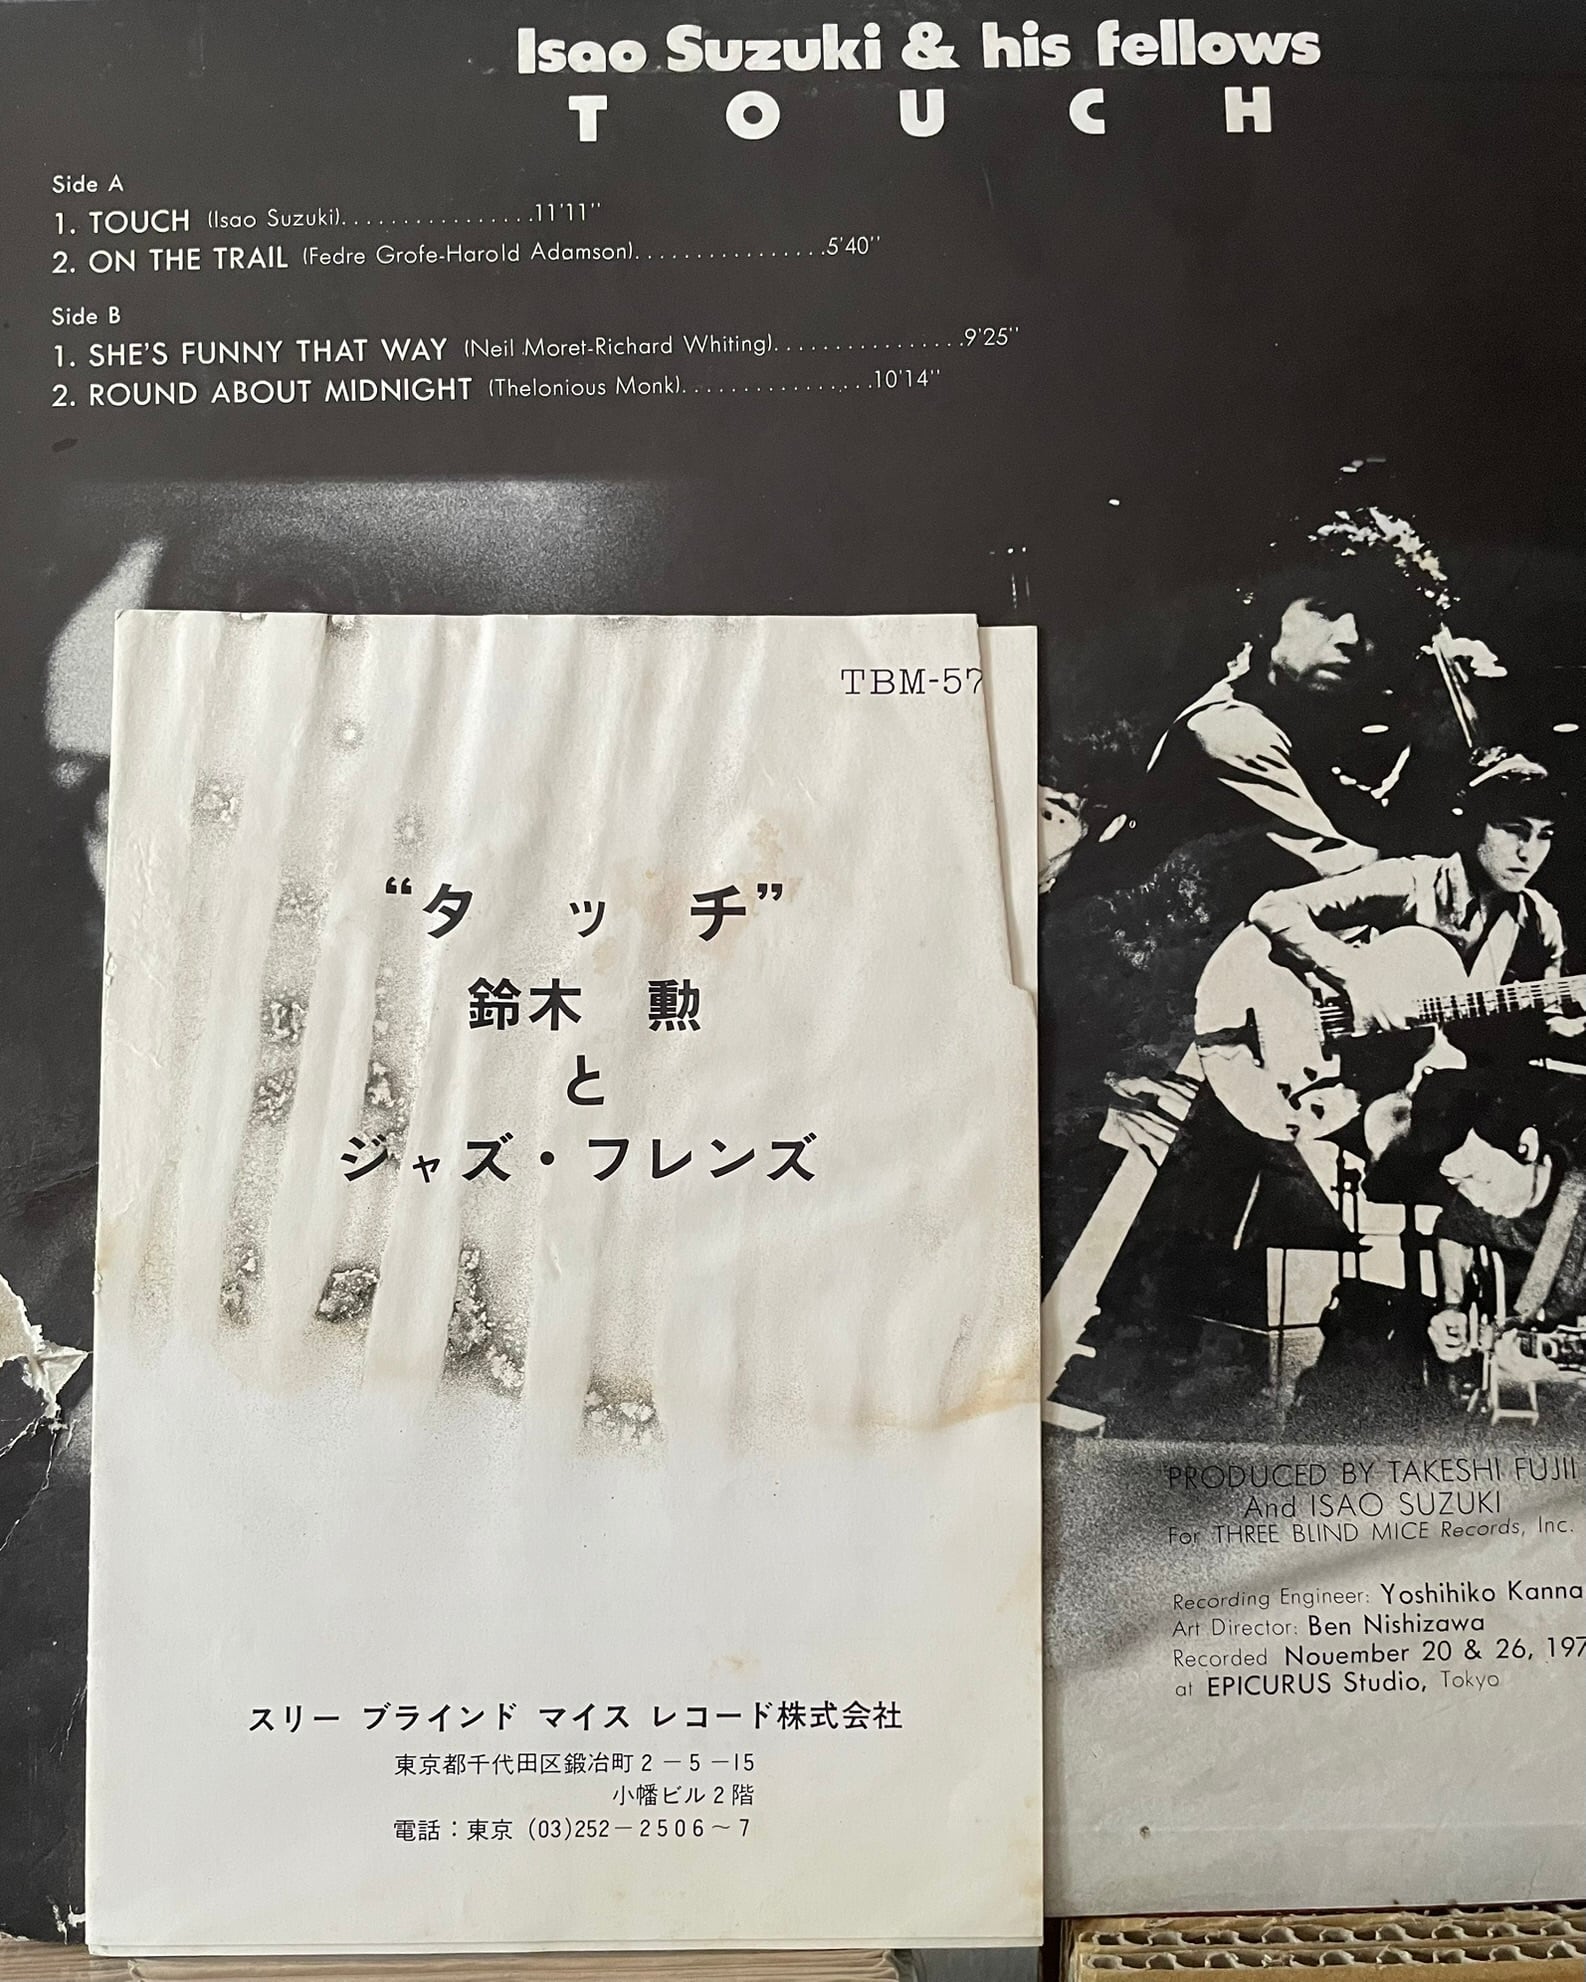 Isao Suzuki & his fellows
TOUCH
Side A
1. TOUCH (Isao Suzuki)................11'11''
2. ON THE TRAIL (Fedre Grofe-Harold Adamson)................5'40''
Side B
1. SHE'S FUNNY THAT WAY (Neil Moret-Richard Whiting)................9'25''
2. ROUND ABOUT MIDNIGHT (Thelonious Monk)................10'14''
TBM-57
“タッチ”
鈴木 勲
と
ジャズ・フレンズ
スリー ブラインド マイス レコード株式会社
東京都千代田区鍛冶町2−5−15
小幡ビル2階
電話：東京 (03)252−2506〜7
PRODUCED BY TAKESHI FUJII
And ISAO SUZUKI
For THREE BLIND MICE Records, Inc.
Recording Engineer: Yoshihiko Kanna
Art Director: Ben Nishizawa
Recorded Nouember 20 & 26, 197
at EPICURUS Studio, Tokyo